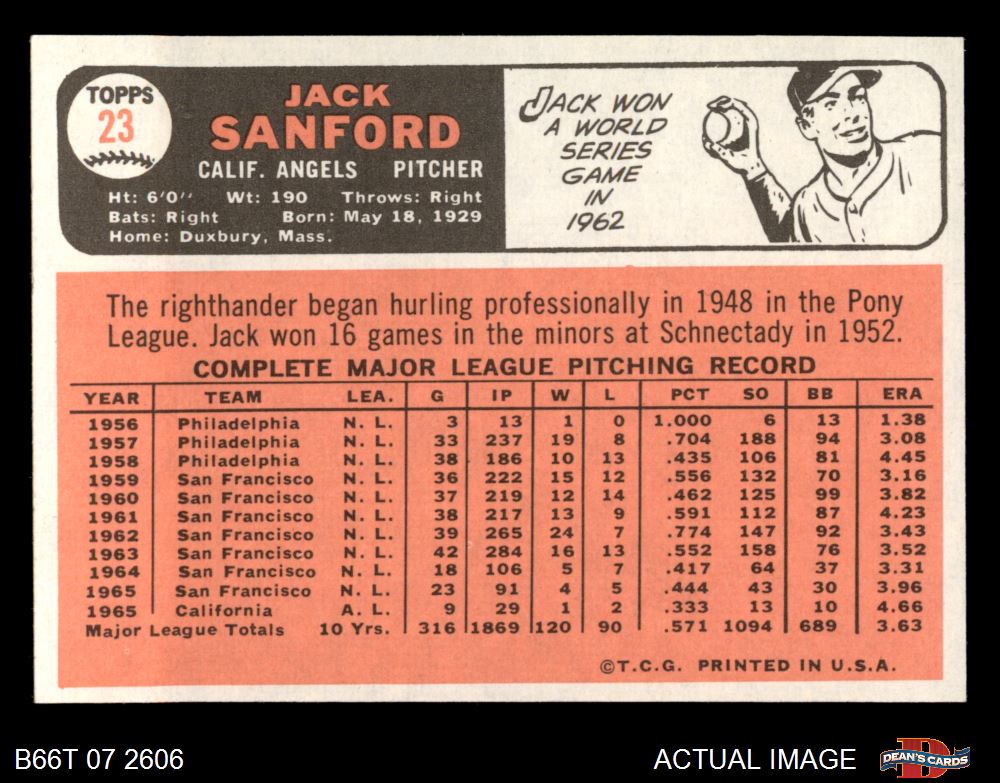 TOPPS
23
JACK
SANFORD
CALIF. ANGELS PITCHER
Ht: 6'0'' Wt: 190 Throws: Right
Bats: Right Born: May 18, 1929
Home: Duxbury, Mass.
JACK WON
A WORLD
SERIES
GAME
IN
1962
The righthander began hurling professionally in 1948 in the Pony
League. Jack won 16 games in the minors at Schnectady in 1952.
COMPLETE MAJOR LEAGUE PITCHING RECORD
YEAR TEAM LEA. G IP W L PCT SO BB ERA
1956 Philadelphia N. L. 3 13 1 0 1.000 6 13 1.38
1957 Philadelphia N. L. 33 237 19 8 .704 188 94 3.08
1958 Philadelphia N. L. 38 186 10 13 .435 106 81 4.45
1959 San Francisco N. L. 36 222 15 12 .556 132 70 3.16
1960 San Francisco N. L. 37 219 12 14 .462 125 99 3.82
1961 San Francisco N. L. 38 217 13 9 .591 112 87 4.23
1962 San Francisco N. L. 39 265 24 7 .774 147 92 3.43
1963 San Francisco N. L. 42 284 16 13 .552 158 76 3.52
1964 San Francisco N. L. 18 106 5 7 .417 64 37 3.31
1965 San Francisco N. L. 23 91 4 5 .444 43 30 3.96
1965 California A. L. 9 29 1 2 .333 13 10 4.66
Major League Totals 10 Yrs. 316 1869 120 90 .571 1094 689 3.63
©T.C.G. PRINTED IN U.S.A.
B66T 07 2606
ACTUAL IMAGE
D
DEAN'S CARDS